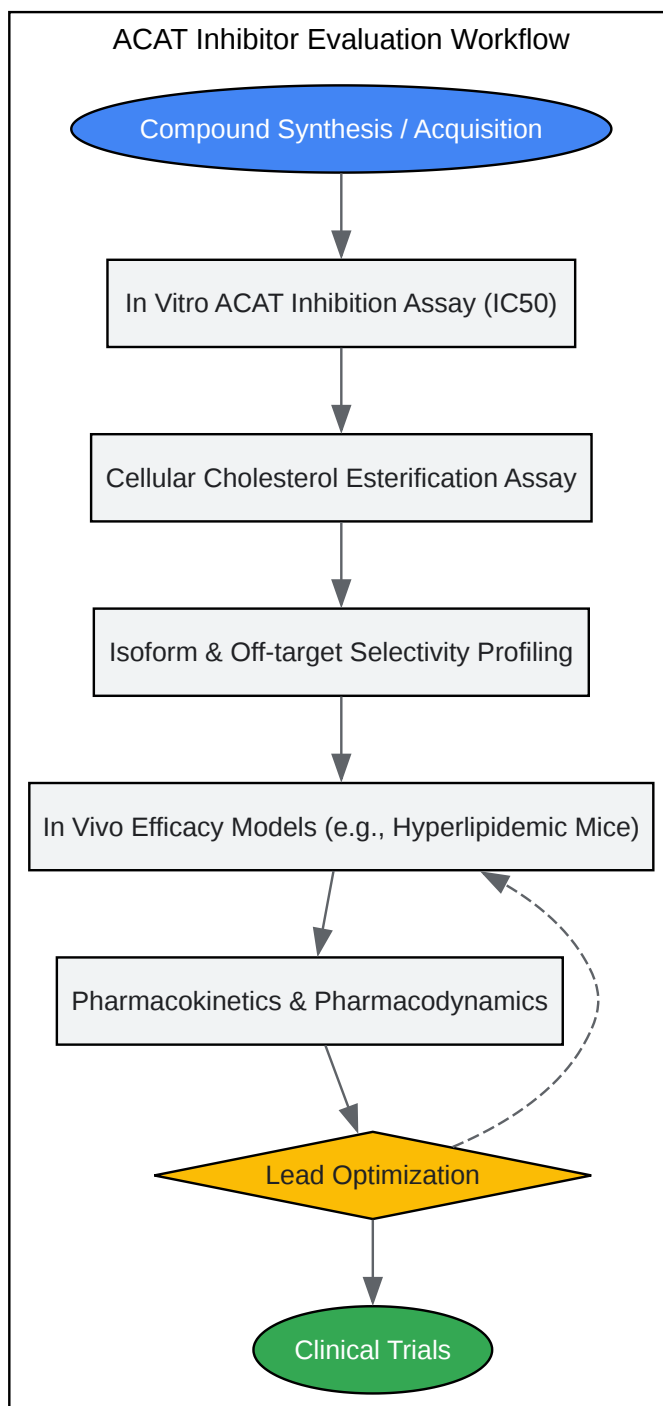 ACAT Inhibitor Evaluation Workflow
Compound Synthesis / Acquisition
In Vitro ACAT Inhibition Assay (IC50)
Cellular Cholesterol Esterification Assay
Isoform & Off-target Selectivity Profiling
In Vivo Efficacy Models (e.g., Hyperlipidemic Mice)
Pharmacokinetics & Pharmacodynamics
Lead Optimization
Clinical Trials